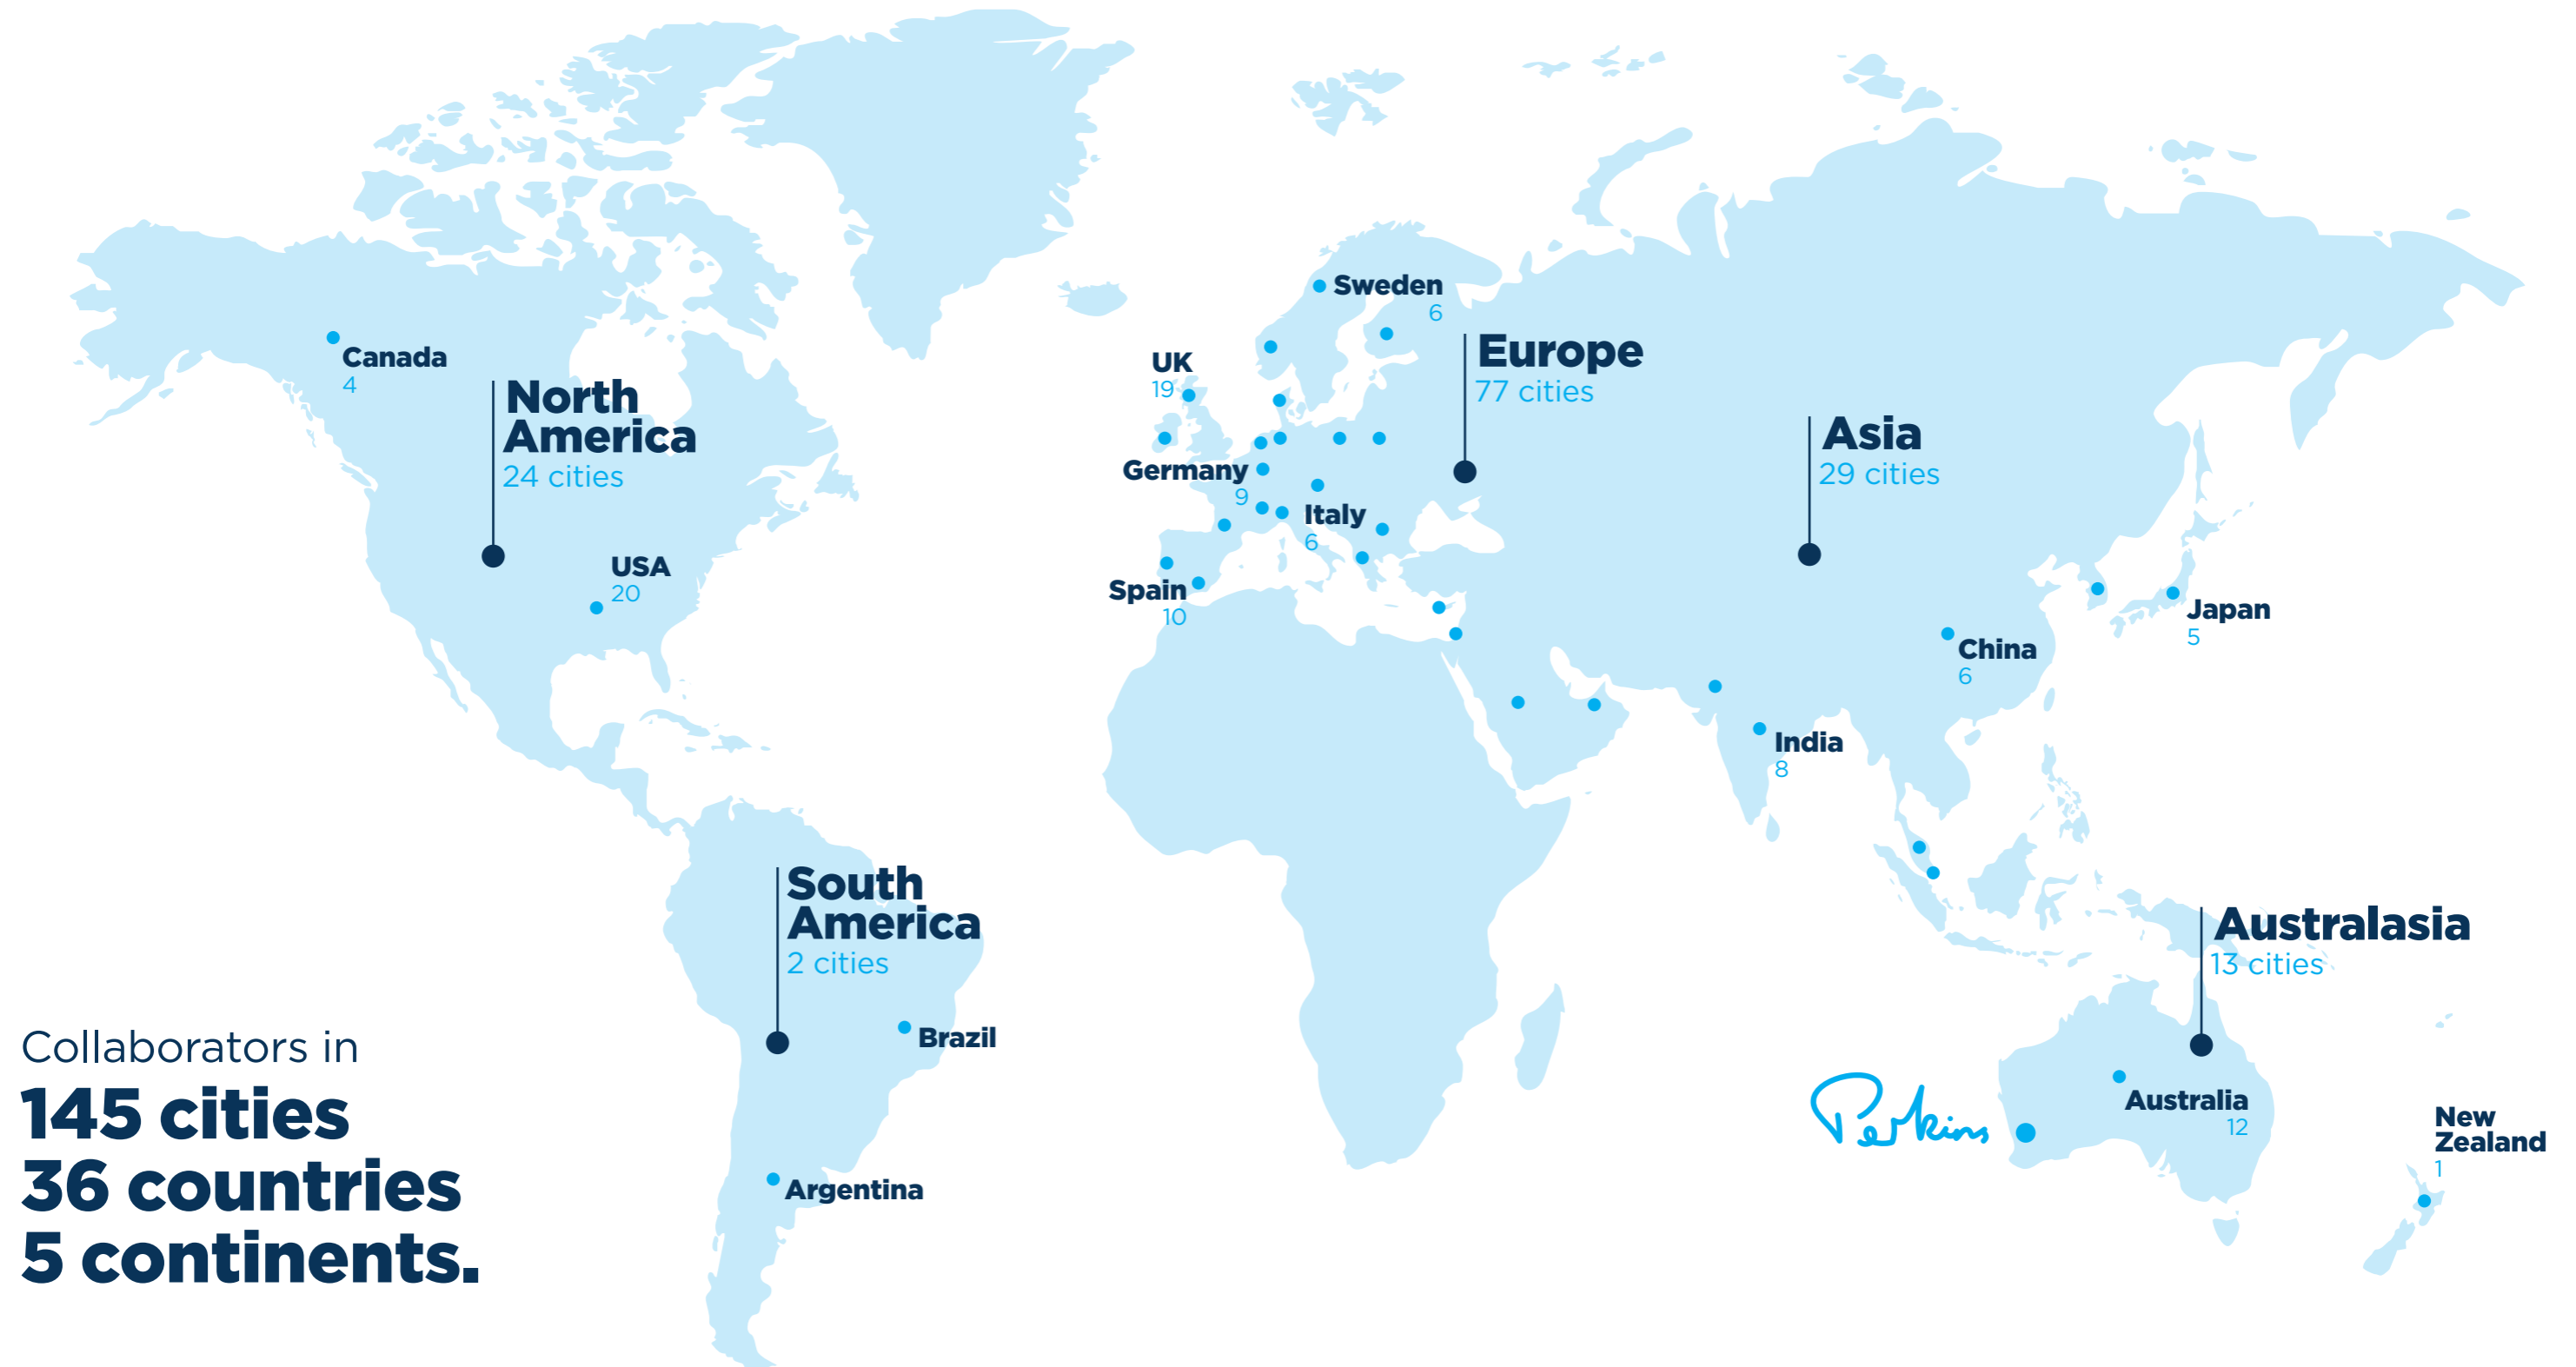 Sweden
6
Canada
4
UK
19
Europe
77 cities
North
America
24 cities
Asia
29 cities
Germany
9
Italy
6
USA
20
Spain
10
Japan
5
China
6
India
8
South
America
2 cities
Australasia
13 cities
Brazil
Collaborators in
145 cities
36 countries
5 continents.
Perkins
Australia
12
New
Zealand
1
Argentina